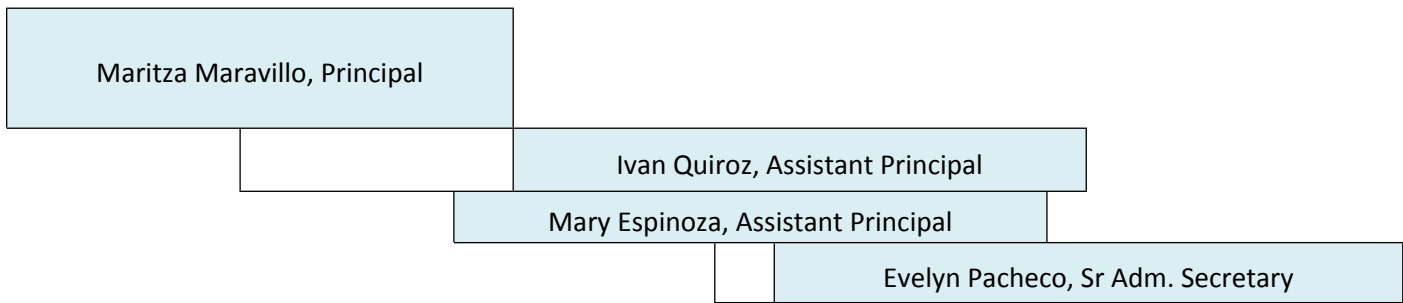 Maritza Maravillo, Principal
Ivan Quiroz, Assistant Principal
Mary Espinoza, Assistant Principal
Evelyn Pacheco, Sr Adm. Secretary